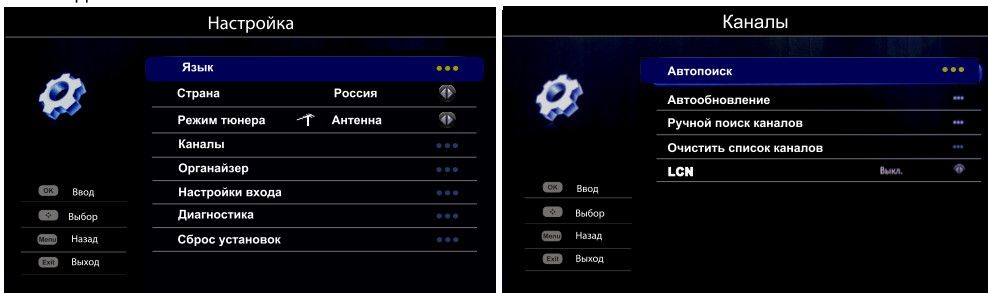 Настройка
Язык
Страна Россия
Режим тюнера Антенна
Каналы
Органайзер
Настройки входа
Диагностика
Сброс установок
OK Ввод
Выбор
Menu Назад
Exit Выход
Каналы
Автопоиск
Автообновление
Ручной поиск каналов
Очистить список каналов
LCN Выкл.
OK Ввод
Выбор
Menu Назад
Exit Выход